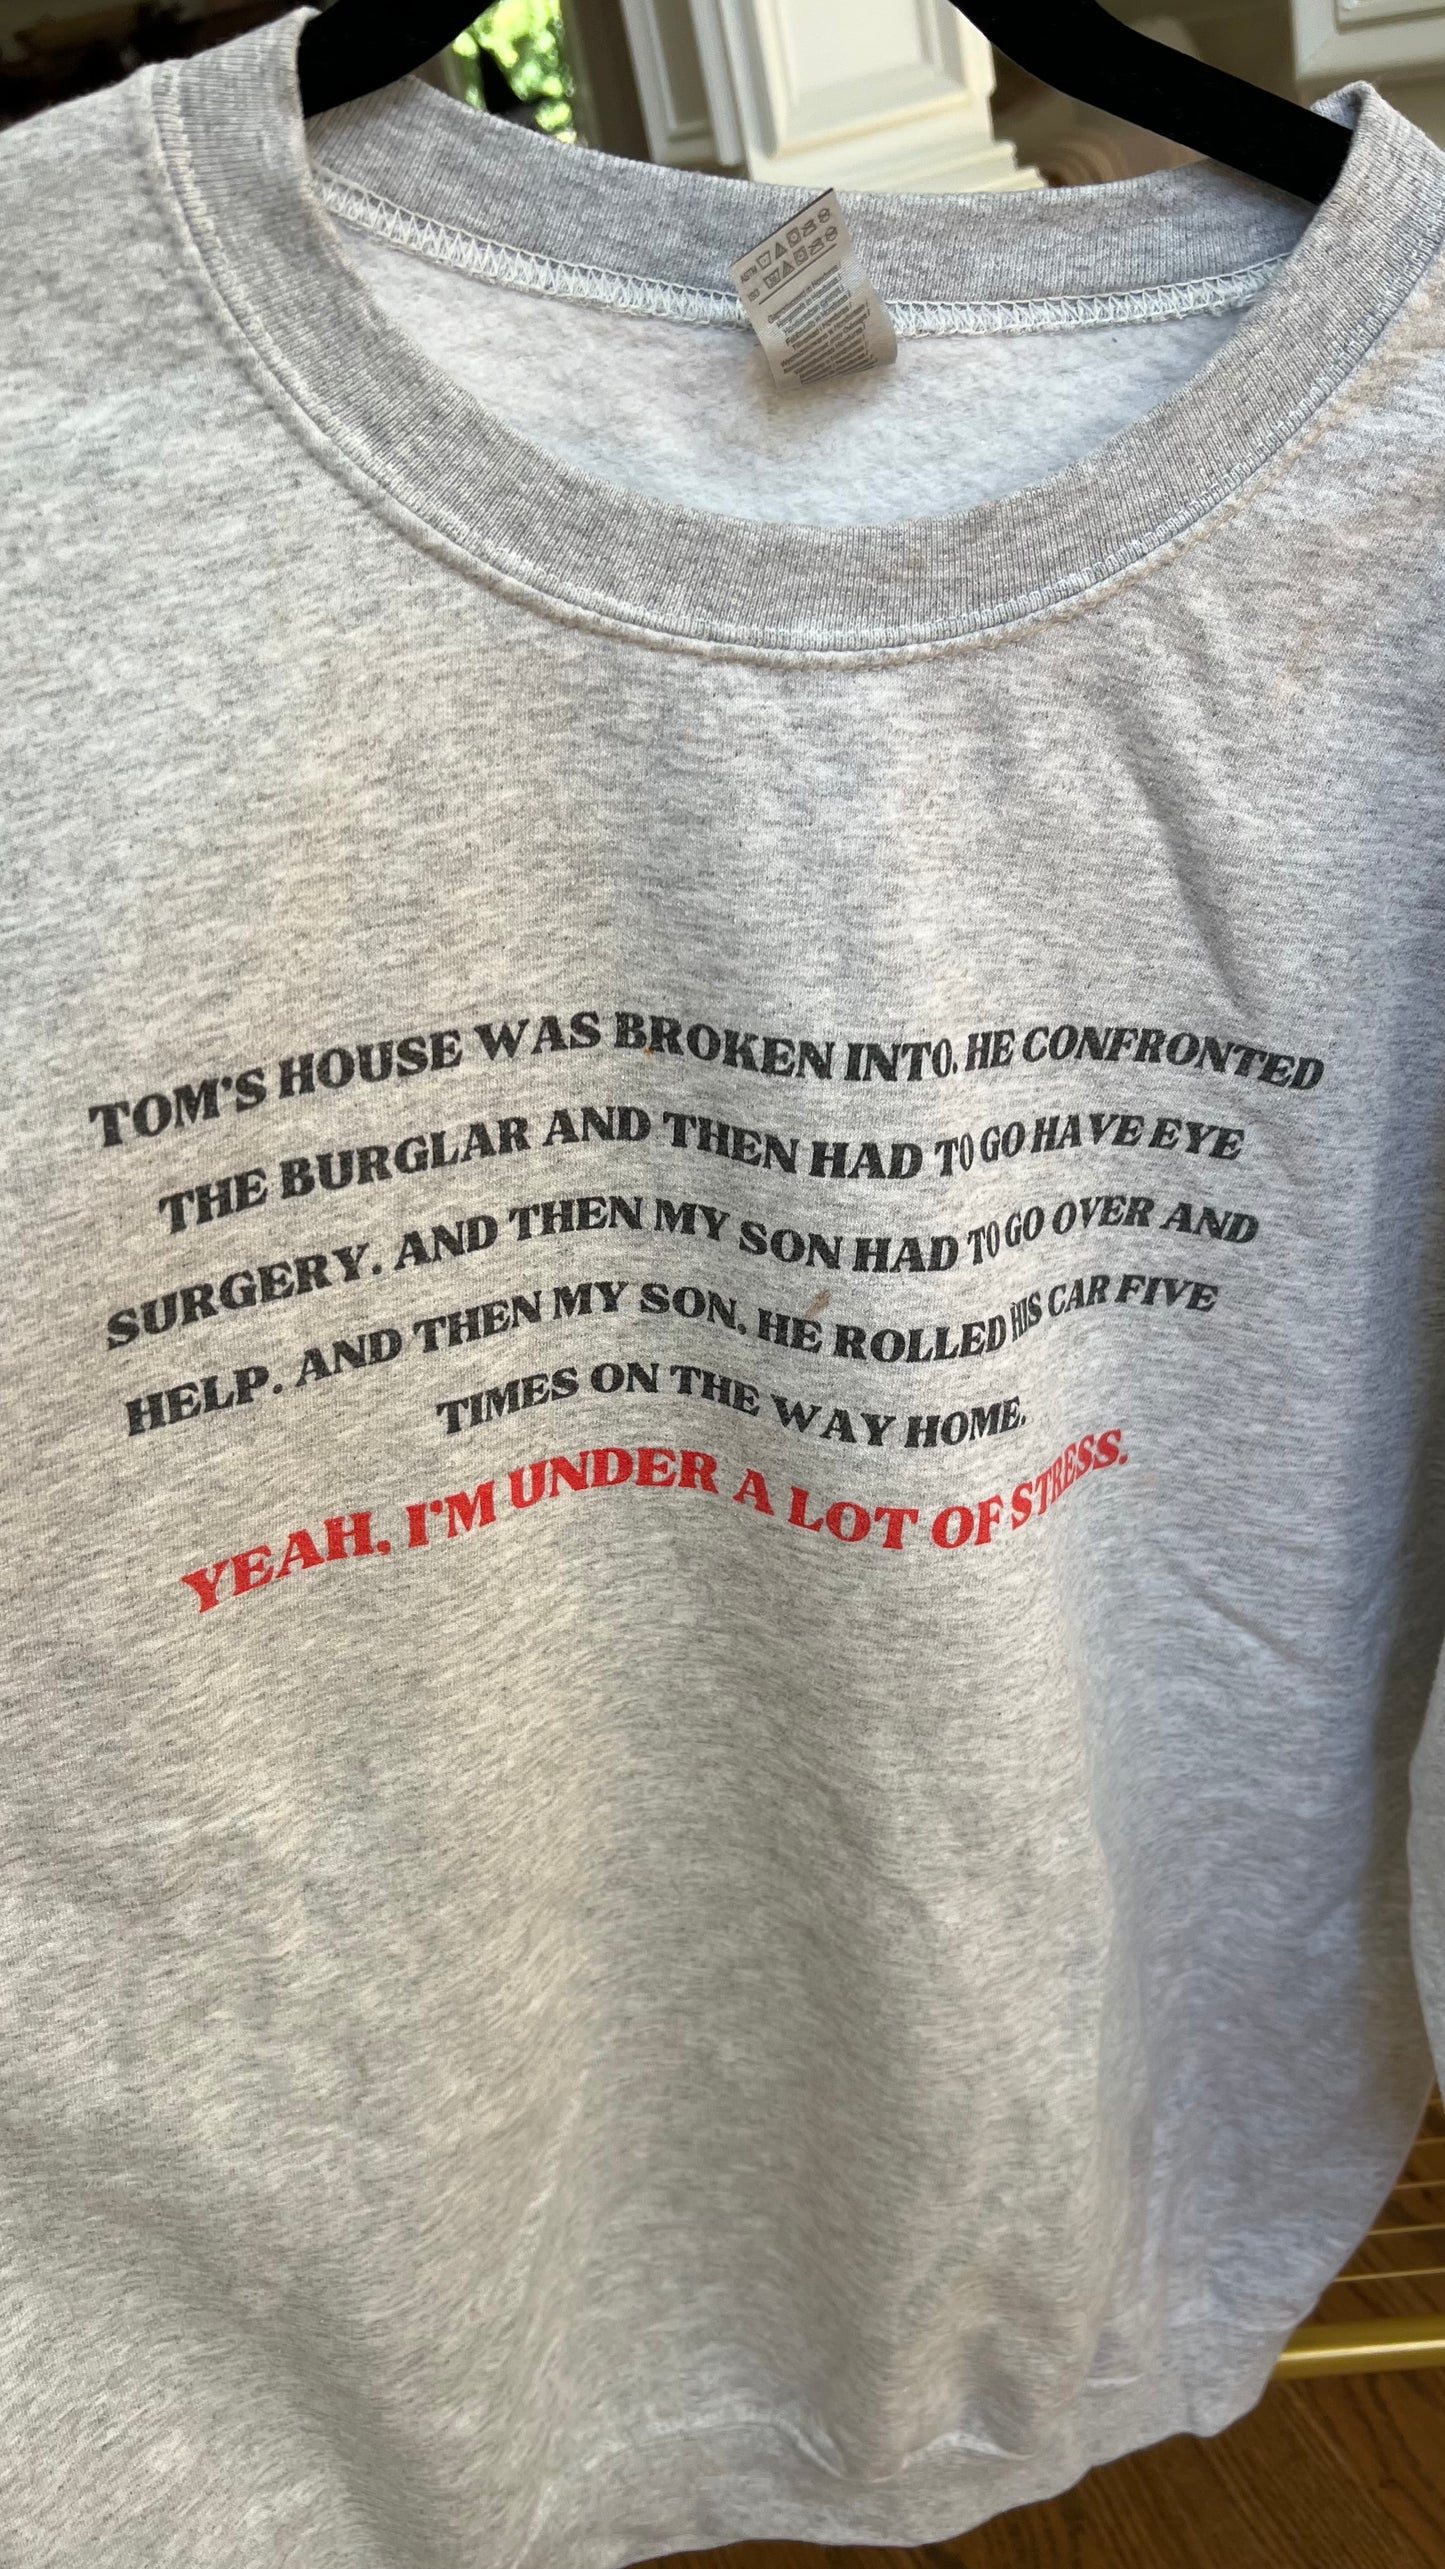 ASTM
ISO
TOM'S HOUSE WAS BROKEN INTO. HE CONFRONTED
THE BURGLAR AND THEN HAD TO GO HAVE EYE
SURGERY. AND THEN MY SON HAD TO GO OVER AND
HELP. AND THEN MY SON, HE ROLLED HIS CAR FIVE
TIMES ON THE WAY HOME.
YEAH, I'M UNDER A LOT OF STRESS.